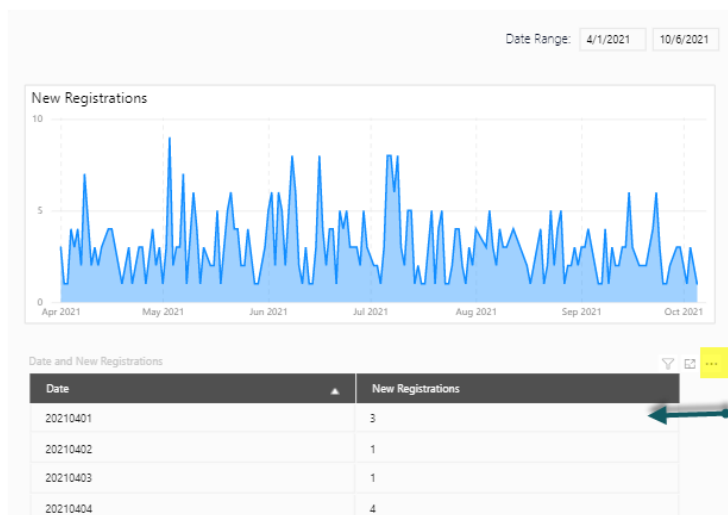 Date Range: 4/1/2021 10/6/2021
New Registrations
10
5
0
Apr 2021 May 2021 Jun 2021 Jul 2021 Aug 2021 Sep 2021 Oct 2021
Date and New Registrations
Date New Registrations
20210401 3
20210402 1
20210403 1
20210404 4